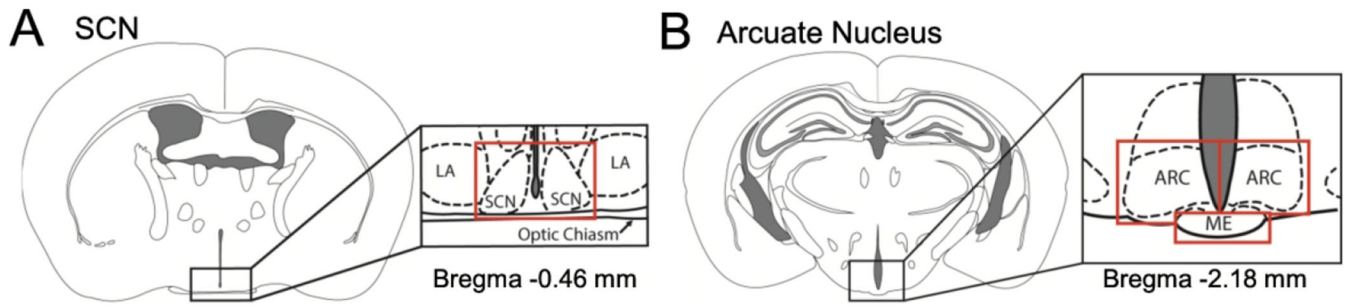 A SCN
LA
LA
SCN
SCN
Optic Chiasm
Bregma -0.46 mm
B Arcuate Nucleus
ARC
ARC
ME
Bregma -2.18 mm